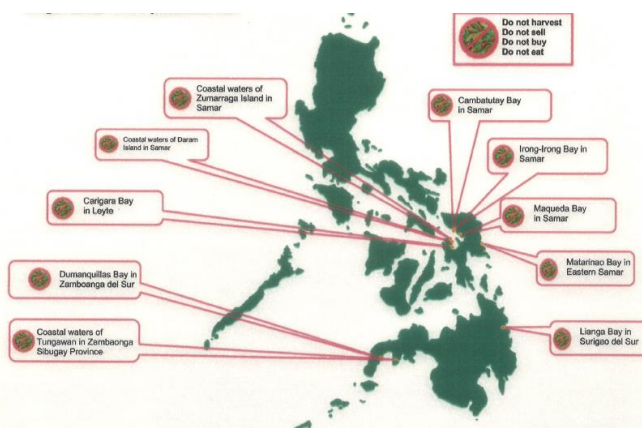 Do not harvest
Do not sell
Do not buy
Do not eat
Coastal waters of
Zumarraga Island in
Samar
Cambatutay Bay
in Samar
Coastal waters of Daram
Island in Samar
Irong-Irong Bay in
Samar
Carigara Bay
in Leyte
Maqueda Bay
in Samar
Matarinao Bay in
Eastern Samar
Dumanquillas Bay in
Zamboanga del Sur
Coastal waters of
Tungawan in Zambaonga
Sibugay Province
Lianga Bay in
Surigao del Sur